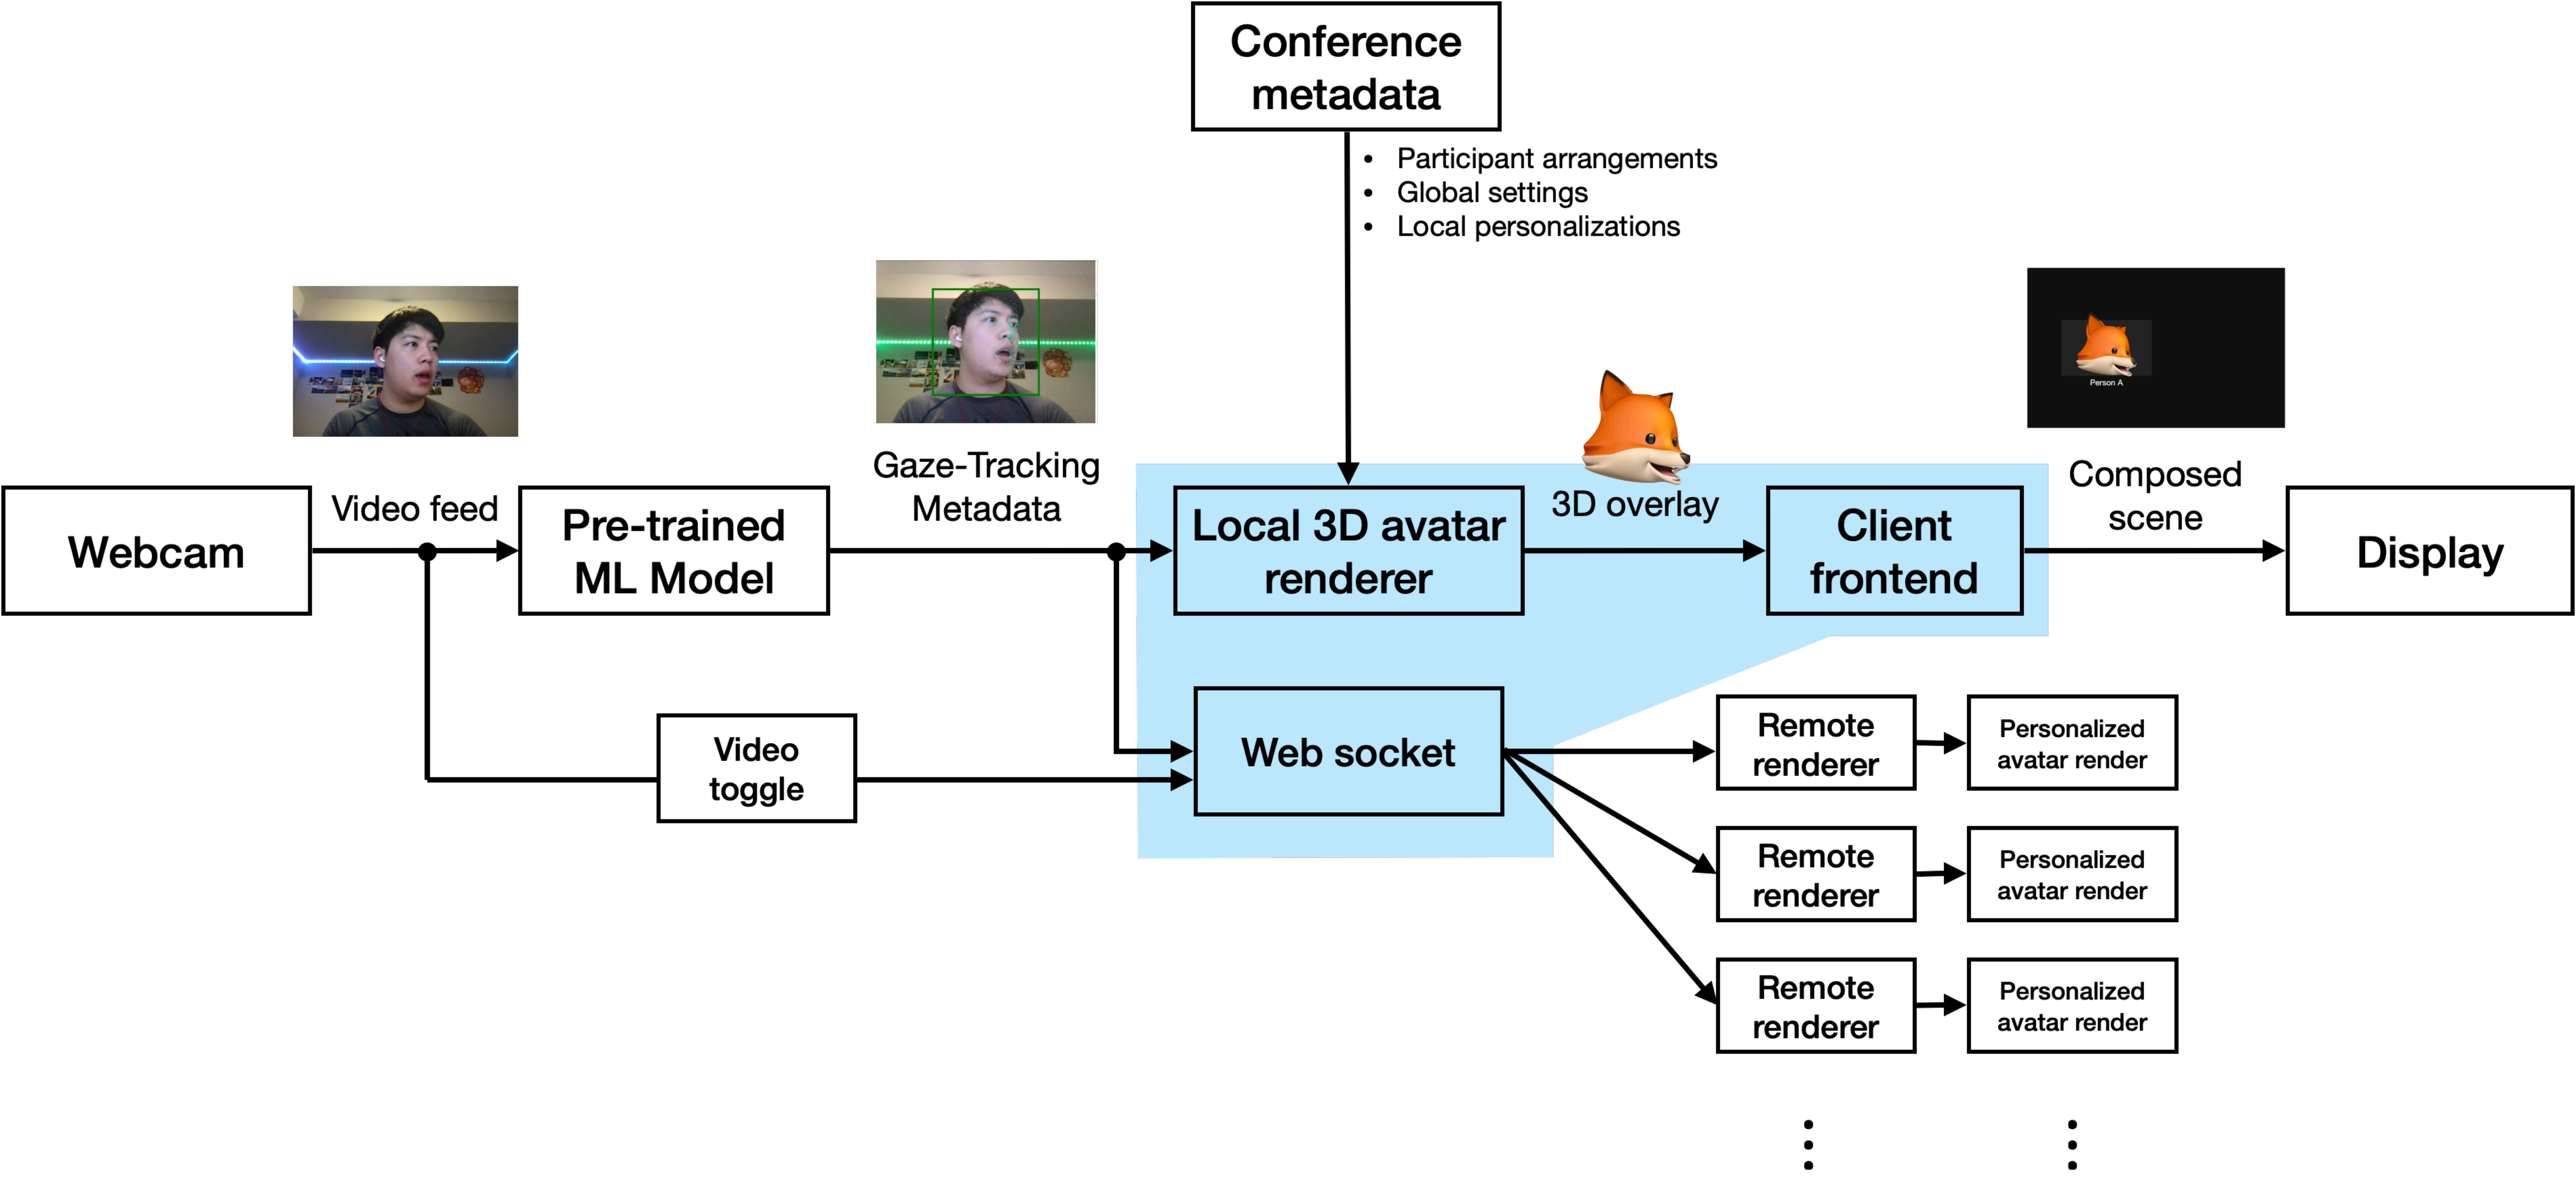 Conference
metadata
• Participant arrangements
• Global settings
• Local personalizations
Webcam
Video feed
Pre-trained
ML Model
Gaze-Tracking
Metadata
Local 3D avatar
renderer
3D overlay
Client
frontend
Person A
Composed
scene
Display
Video
toggle
Web socket
Remote
renderer
Personalized
avatar render
Remote
renderer
Personalized
avatar render
Remote
renderer
Personalized
avatar render